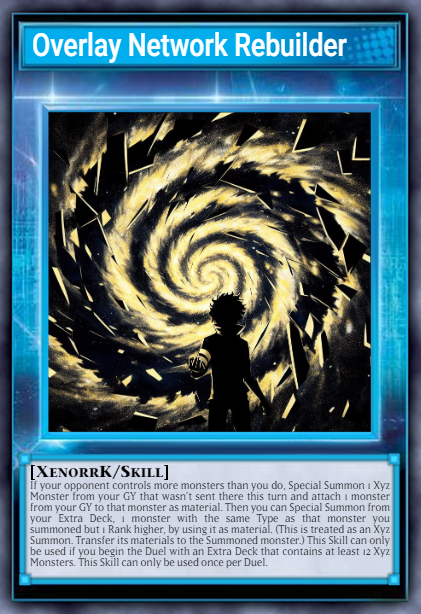 Overlay Network Rebuilder
[XenorrK/Skill]
If your opponent controls more monsters than you do, Special Summon 1 Xyz
Monster from your GY that wasn't sent there this turn and attach 1 monster
from your GY to that monster as material. Then you can Special Summon from
your Extra Deck, 1 monster with the same Type as that monster you
summoned but 1 Rank higher, by using it as material. (This is treated as an Xyz
Summon. Transfer its materials to the Summoned monster.) This Skill can only
be used if you begin the Duel with an Extra Deck that contains at least 12 Xyz
Monsters. This Skill can only be used once per Duel.